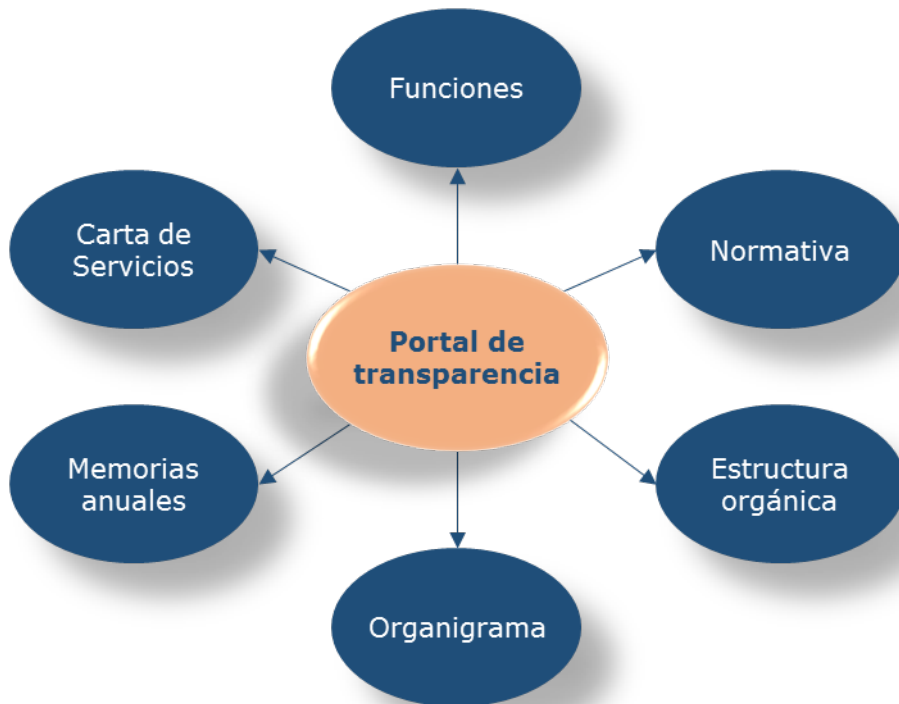 Funciones
Carta de
Servicios
Normativa
Portal de
transparencia
Memorias
anuales
Estructura
orgánica
Organigrama